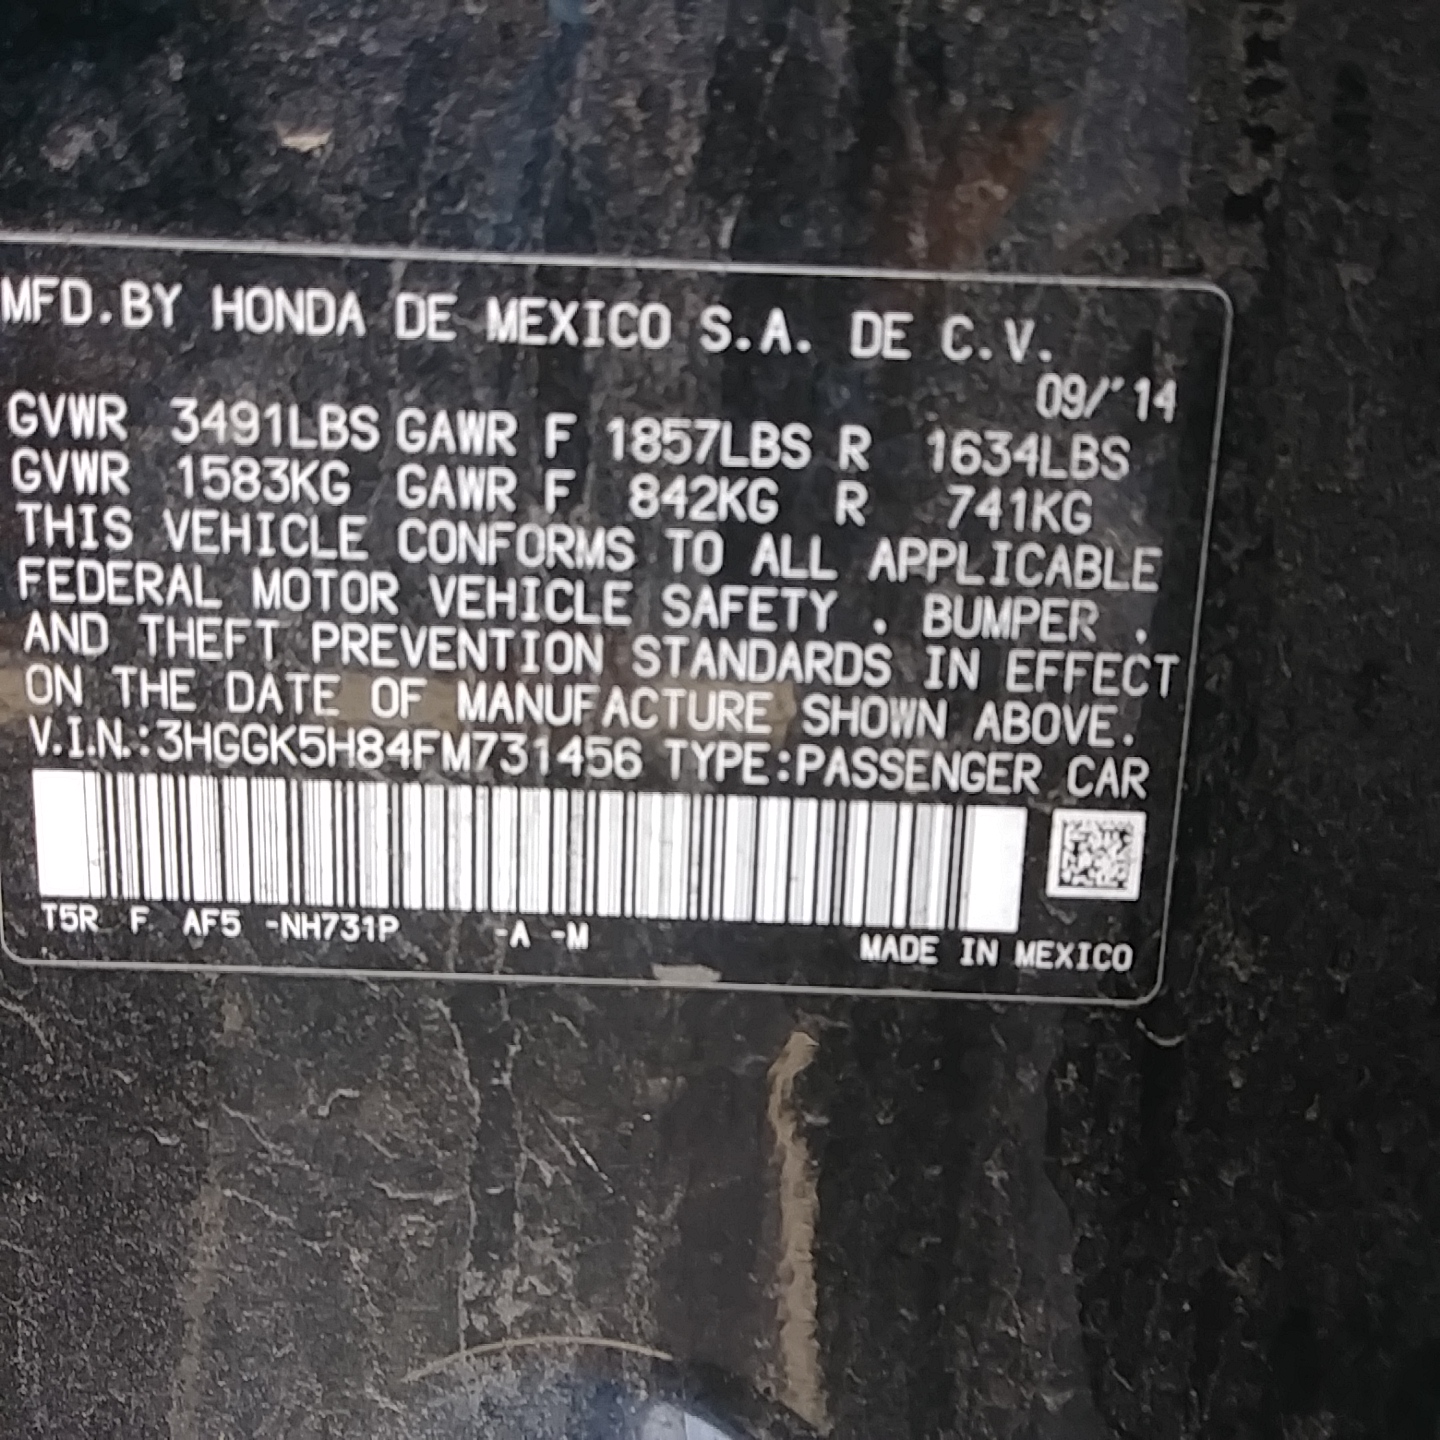 MFD.BY HONDA DE MEXICO S.A. DE C.V.
09/'14
GVWR 3491LBS GAWR F 1857LBS R 1634LBS
GVWR 1583KG GAWR F 842KG R 741KG
THIS VEHICLE CONFORMS TO ALL APPLICABLE
FEDERAL MOTOR VEHICLE SAFETY , BUMPER ,
AND THEFT PREVENTION STANDARDS IN EFFECT
ON THE DATE OF MANUFACTURE SHOWN ABOVE.
V.I.N.:3HGGK5H84FM731456 TYPE:PASSENGER CAR
T5R F AF5 -NH731P -A -M
MADE IN MEXICO